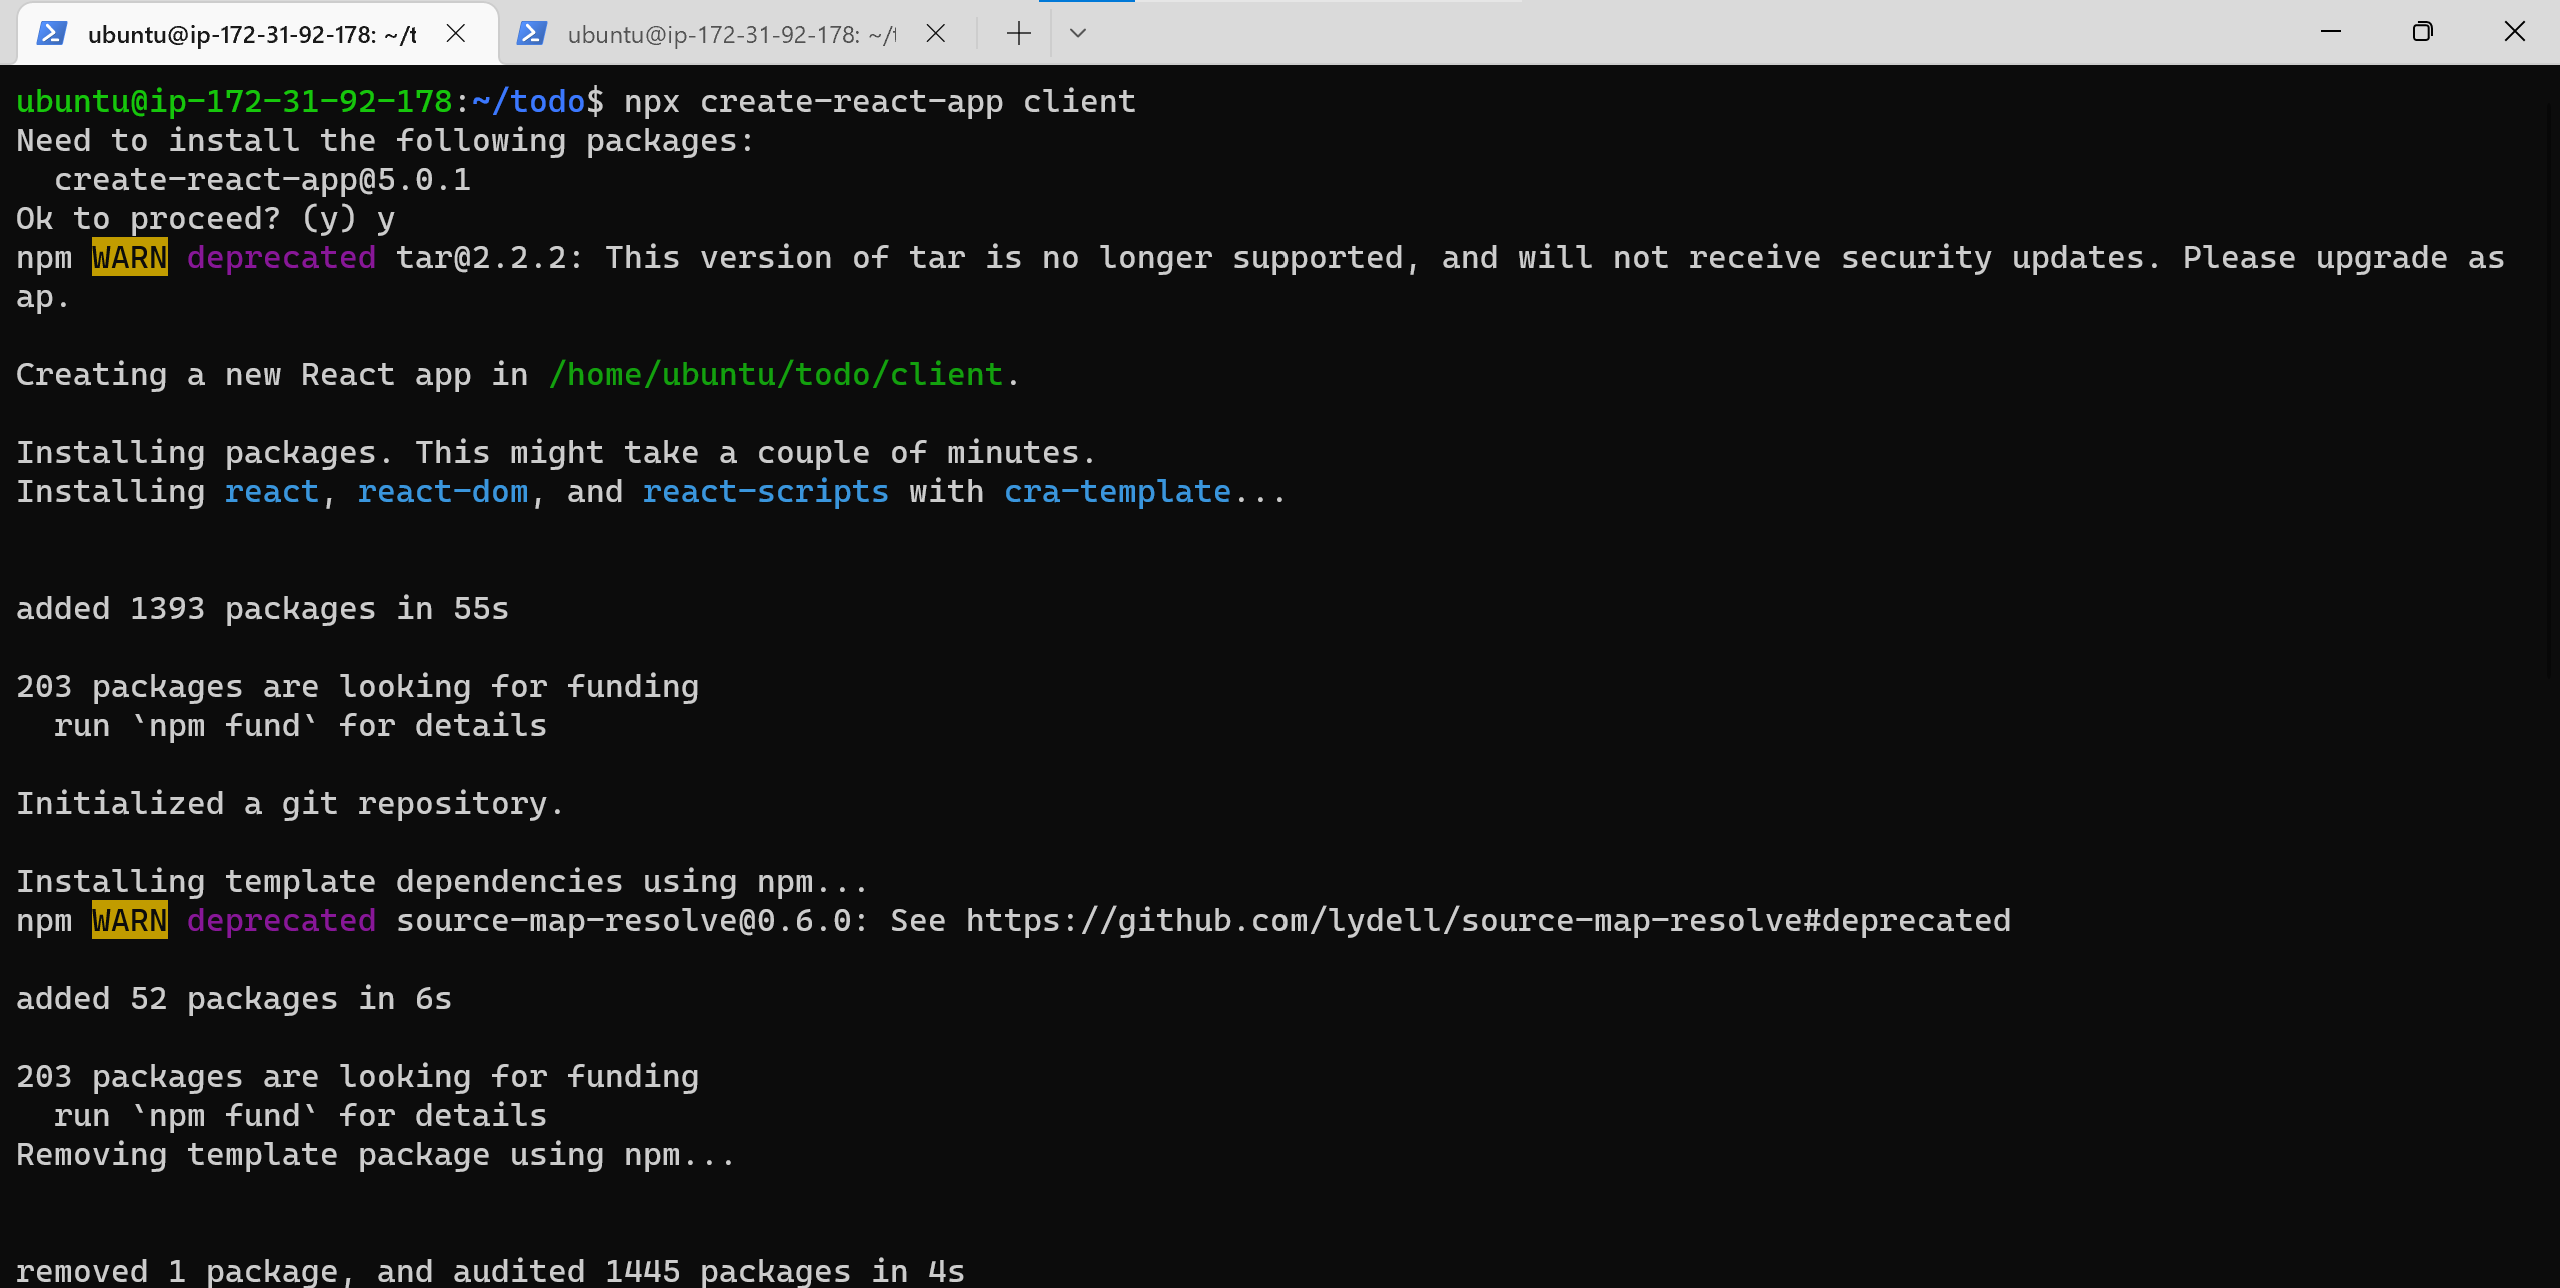 ubuntu@ip-172-31-92-178: ~/t
ubuntu@ip-172-31-92-178: ~/t
ubuntu@ip-172-31-92-178:~/todo$ npx create-react-app client
Need to install the following packages:
  create-react-app@5.0.1
Ok to proceed? (y) y
npm WARN deprecated tar@2.2.2: This version of tar is no longer supported, and will not receive security updates. Please upgrade as
ap.
Creating a new React app in /home/ubuntu/todo/client.
Installing packages. This might take a couple of minutes.
Installing react, react-dom, and react-scripts with cra-template...
added 1393 packages in 55s
203 packages are looking for funding
  run `npm fund` for details
Initialized a git repository.
Installing template dependencies using npm...
npm WARN deprecated source-map-resolve@0.6.0: See https://github.com/lydell/source-map-resolve#deprecated
added 52 packages in 6s
203 packages are looking for funding
  run `npm fund` for details
Removing template package using npm...
removed 1 package, and audited 1445 packages in 4s